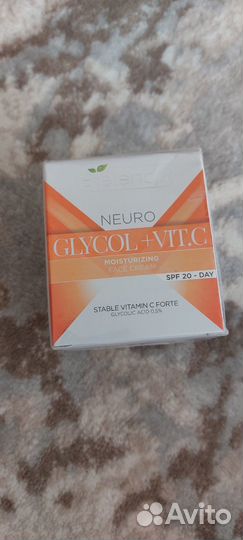 NEURO
GLYCOL + VIT.C
MOISTURIZING
FACE CREAM
SPF 20 - DAY
STABLE VITAMIN C FORTE
GLYCOLIC ACID 0,5%
Avito